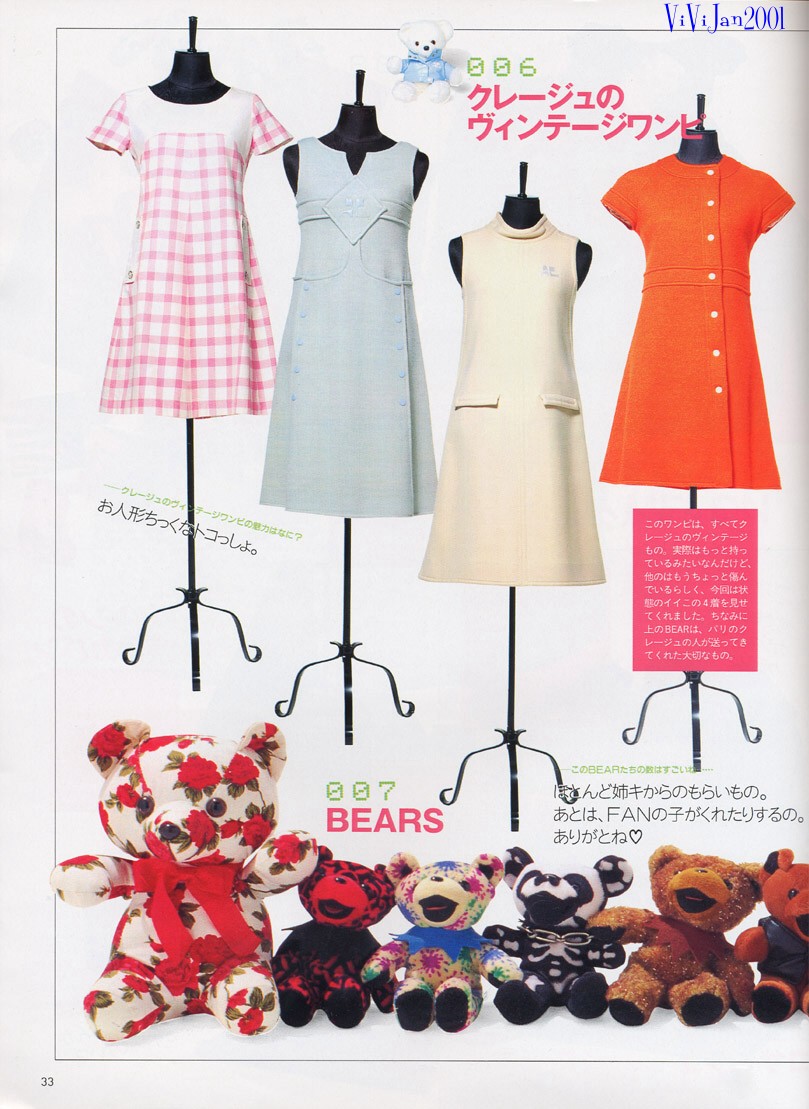 ViViJan2001
006
クレージュの
ヴィンテージワンピ
──クレージュのヴィンテージワンピの魅力はなに?
お人形ちっくなトコっしょ。
このワンピは、すべてク
レージュのヴィンテージ
もの。実際はもっと持っ
ているみたいなんだけど、
他のはもうちょっと傷ん
でいるらしく、今回は状
態のイイこの4着を見せ
てくれました。ちなみに
上のBEARは、パリのク
レージュの人が送ってき
てくれた大切なもの。
007
BEARS
──このBEARたちの数はすごいね……
ほとんど姉キからのもらいもの。
あとは、FANの子がくれたりするの。
ありがとね♡
33